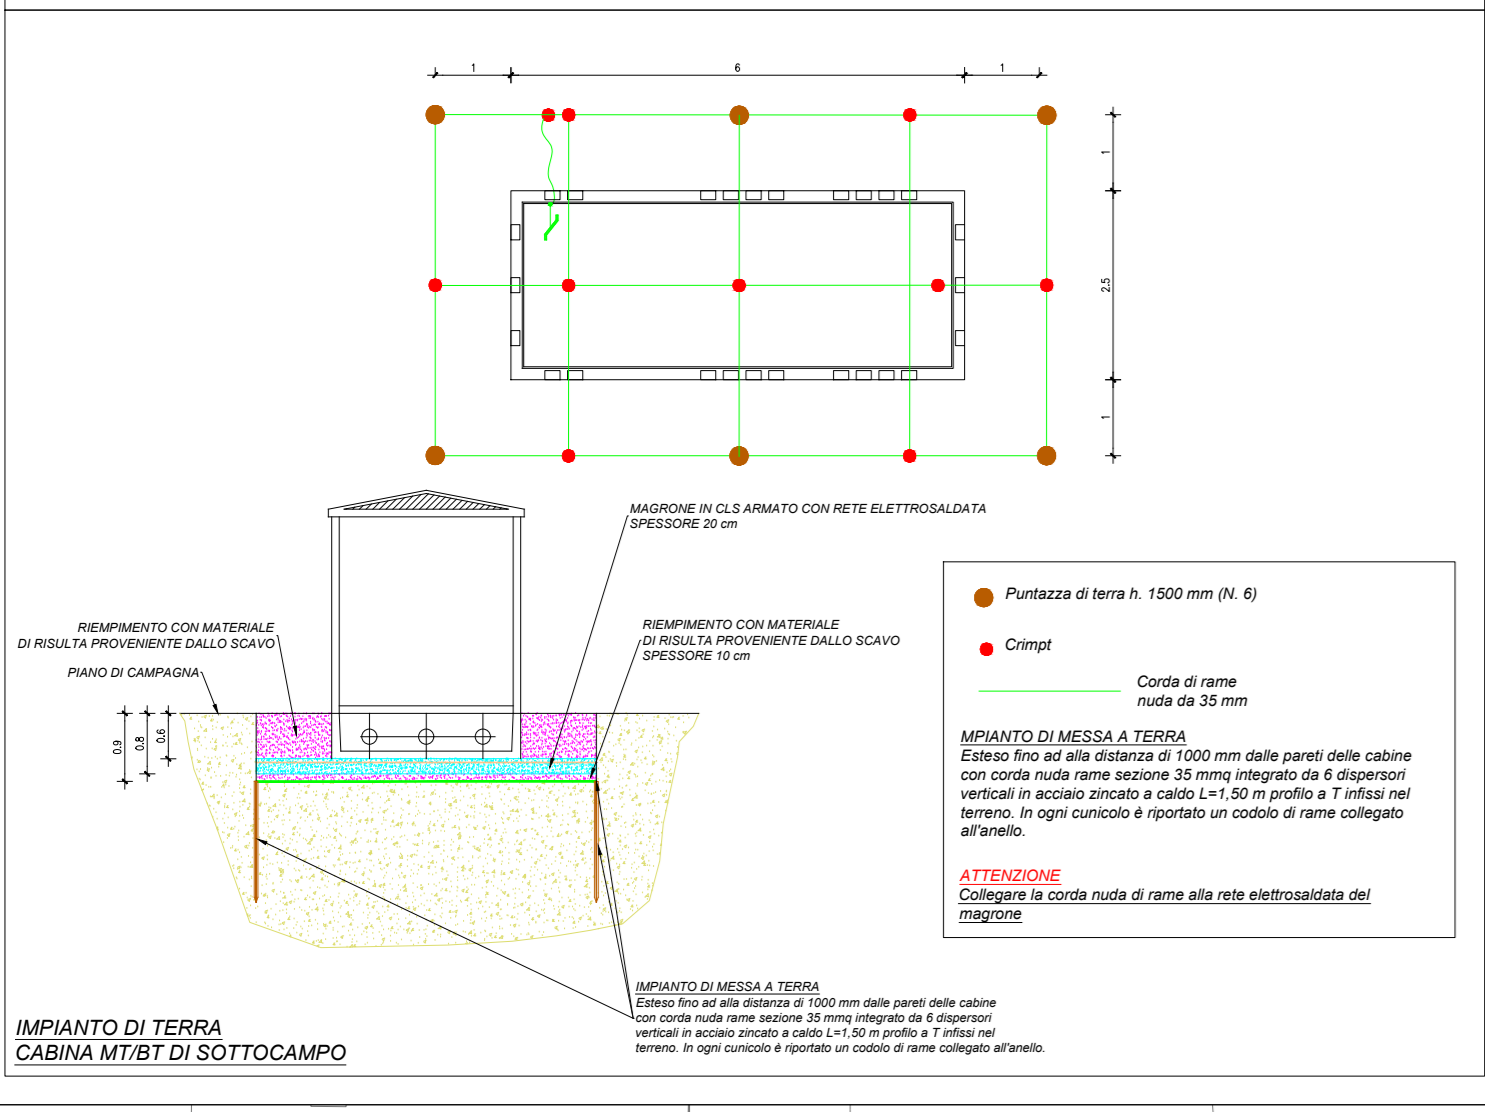 1
6
1
1
2.5
1
MAGRONE IN CLS ARMATO CON RETE ELETTROSALDATA
SPESSORE 20 cm
RIEMPIMENTO CON MATERIALE
DI RISULTA PROVENIENTE DALLO SCAVO
PIANO DI CAMPAGNA
RIEMPIMENTO CON MATERIALE
DI RISULTA PROVENIENTE DALLO SCAVO
SPESSORE 10 cm
0.9
0.8
0.6
Puntazza di terra h. 1500 mm (N. 6)
Crimpt
Corda di rame
nuda da 35 mm
MPIANTO DI MESSA A TERRA
Esteso fino ad alla distanza di 1000 mm dalle pareti delle cabine
con corda nuda rame sezione 35 mmq integrato da 6 dispersori
verticali in acciaio zincato a caldo L=1,50 m profilo a T infissi nel
terreno. In ogni cunicolo è riportato un codolo di rame collegato
all'anello.
ATTENZIONE
Collegare la corda nuda di rame alla rete elettrosaldata del
magrone
IMPIANTO DI MESSA A TERRA
Esteso fino ad alla distanza di 1000 mm dalle pareti delle cabine
con corda nuda rame sezione 35 mmq integrato da 6 dispersori
verticali in acciaio zincato a caldo L=1,50 m profilo a T infissi nel
terreno. In ogni cunicolo è riportato un codolo di rame collegato all'anello.
IMPIANTO DI TERRA
CABINA MT/BT DI SOTTOCAMPO